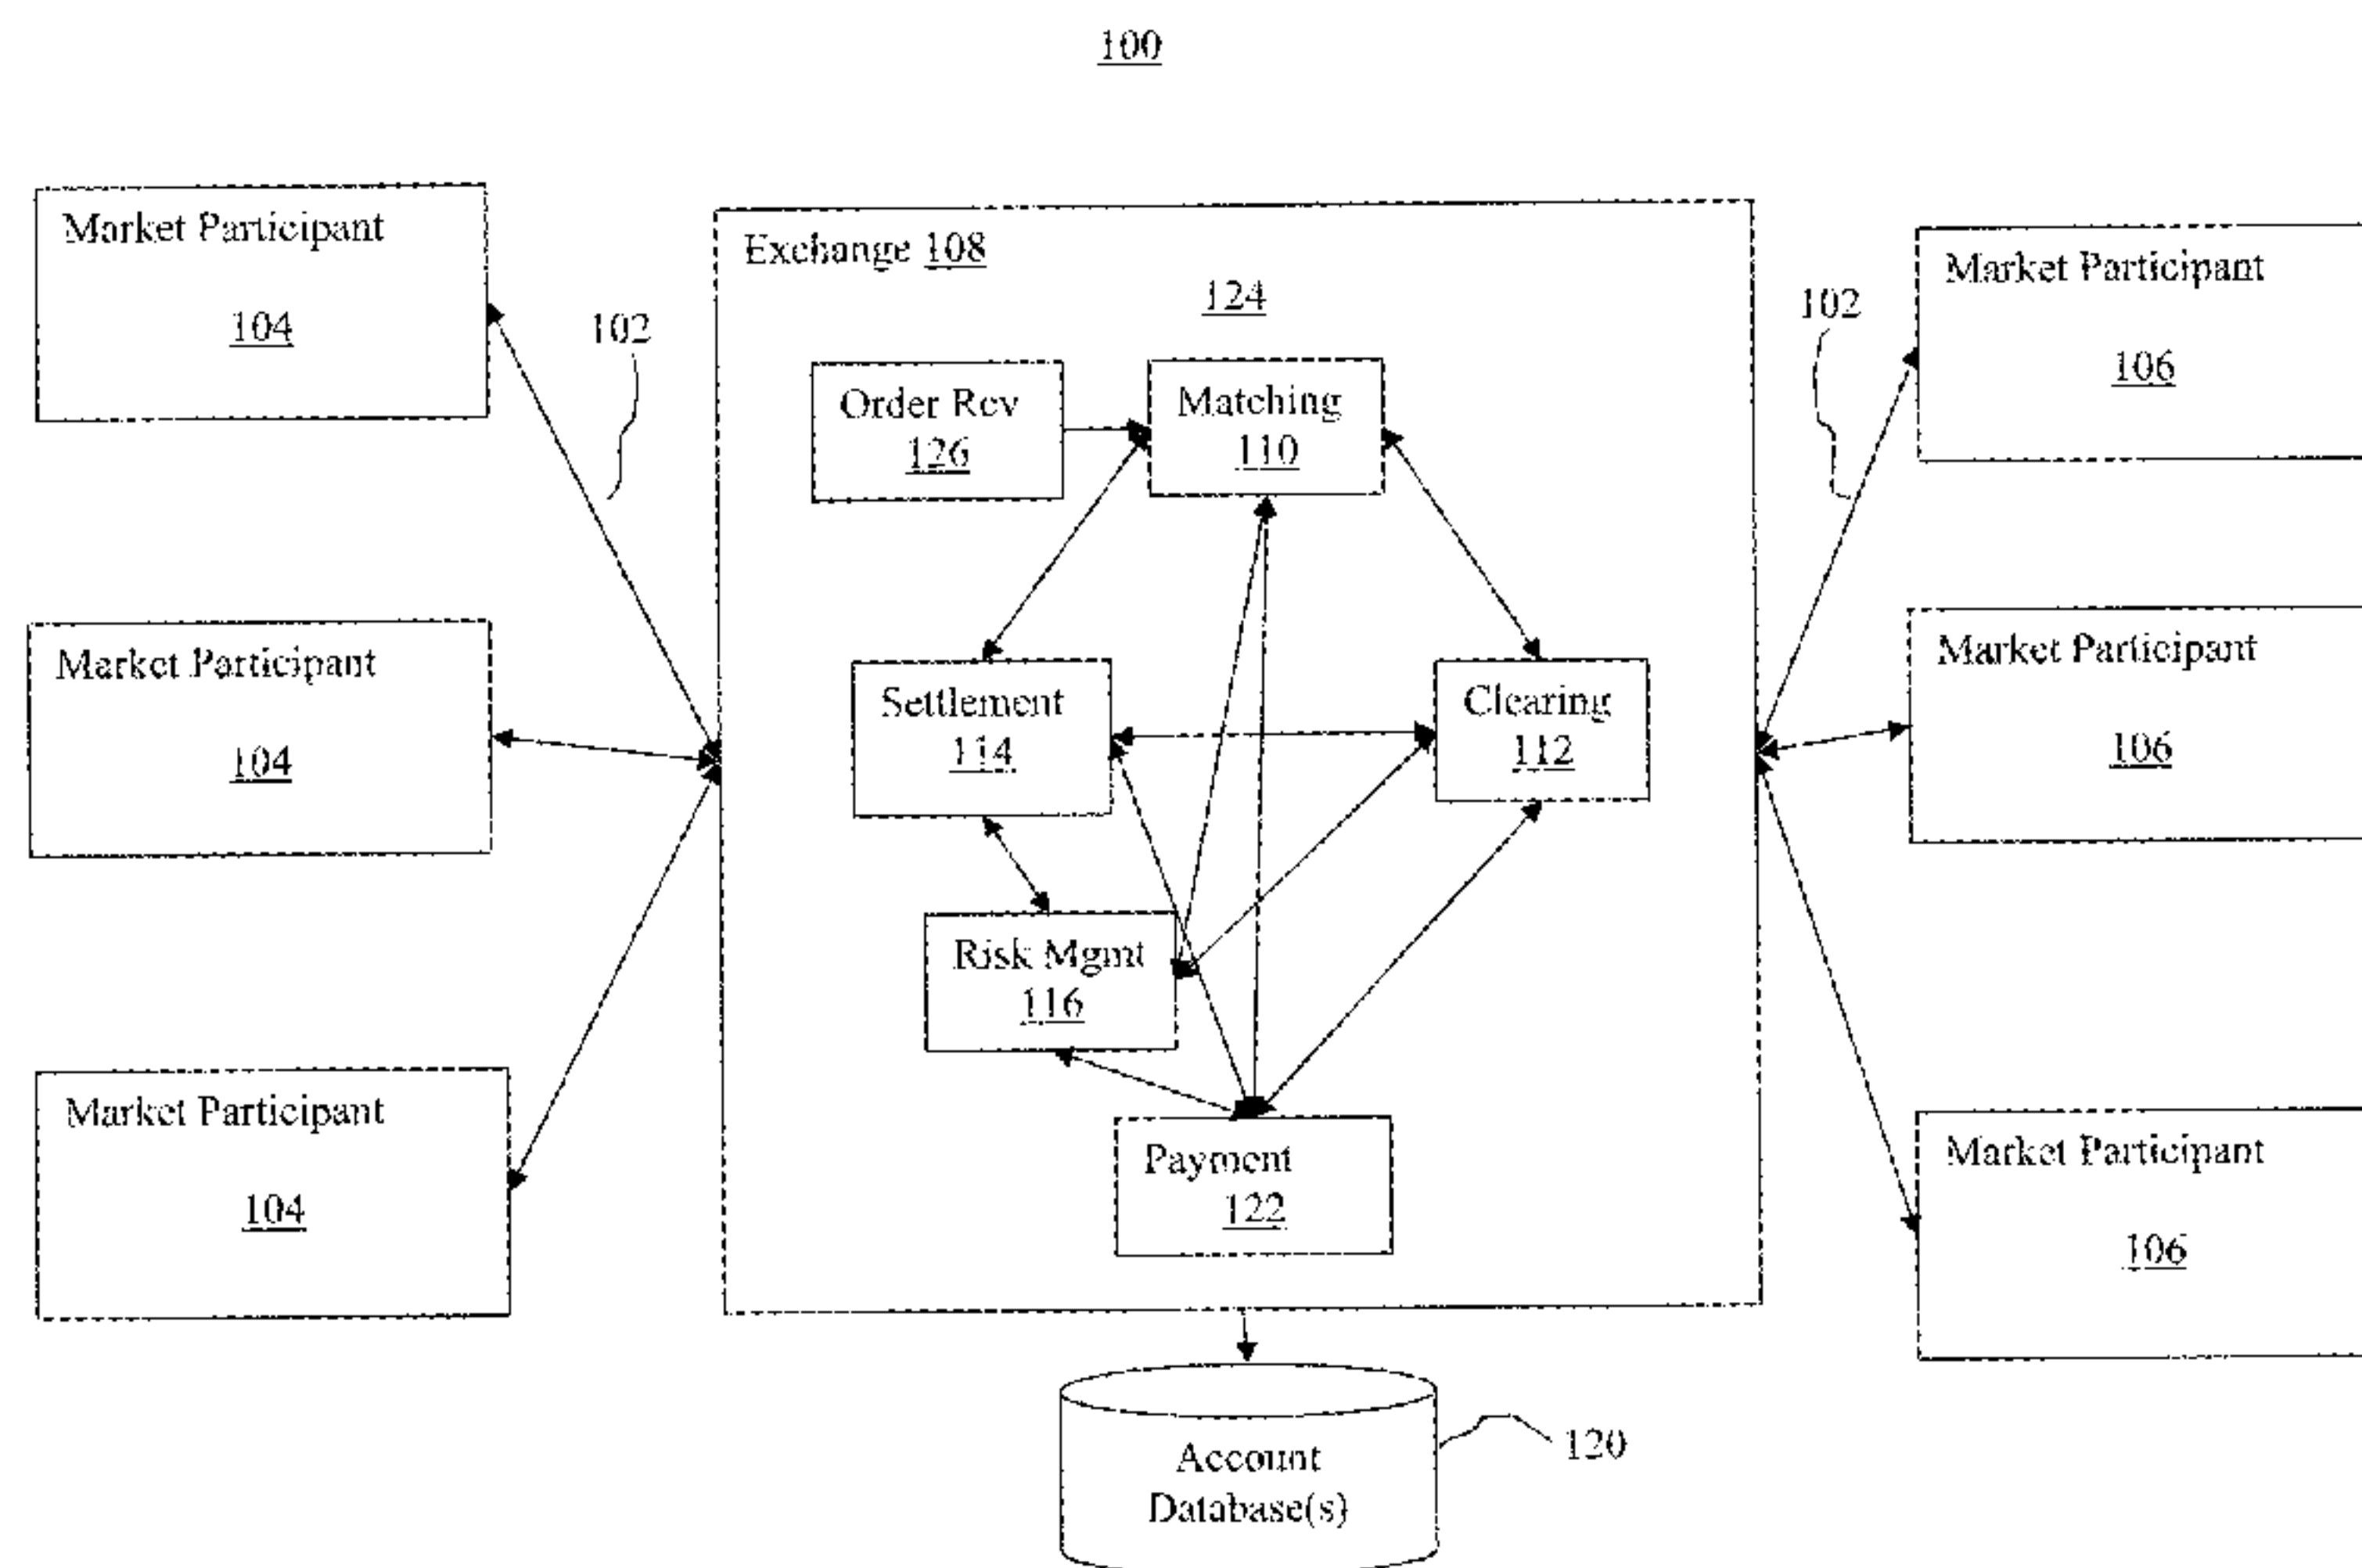 100
Market Participant
104
102
Exchange 108
124
102
Market Participant
106
Order Rcv
126
Matching
110
Market Participant
104
Settlement
114
Clearing
112
Market Participant
106
Risk Mgmt
116
Market Participant
104
Payment
122
Market Participant
106
Account
Database(s)
120